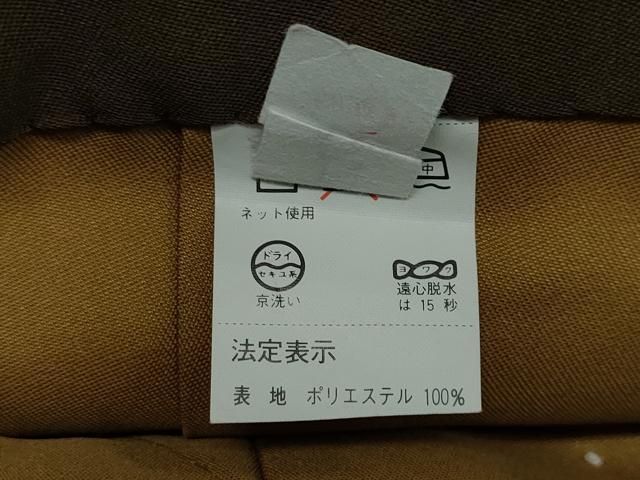 中
ネット使用
ドライ
セキユ系
京洗い
ヨワク
遠心脱水
は 15 秒
法定表示
表 地 ポリエステル 100%